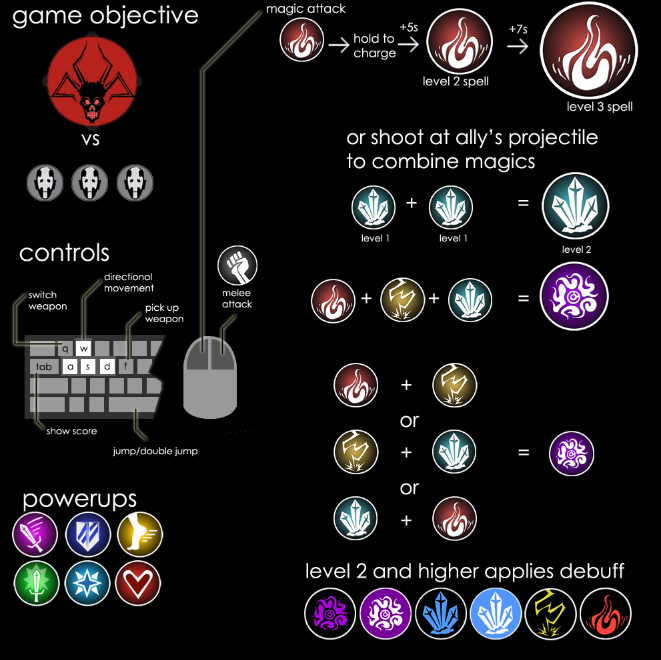 game objective
vs
magic attack
hold to
charge
+5s
level 2 spell
+7s
level 3 spell
or shoot at ally's projectile
to combine magics
+
=
level 1
level 1
level 2
+
+
=
controls
switch
weapon
directional
movement
pick up
weapon
melee
attack
q
w
tab
a
s
d
f
show score
jump/double jump
+
or
+
=
or
+
powerups
level 2 and higher applies debuff